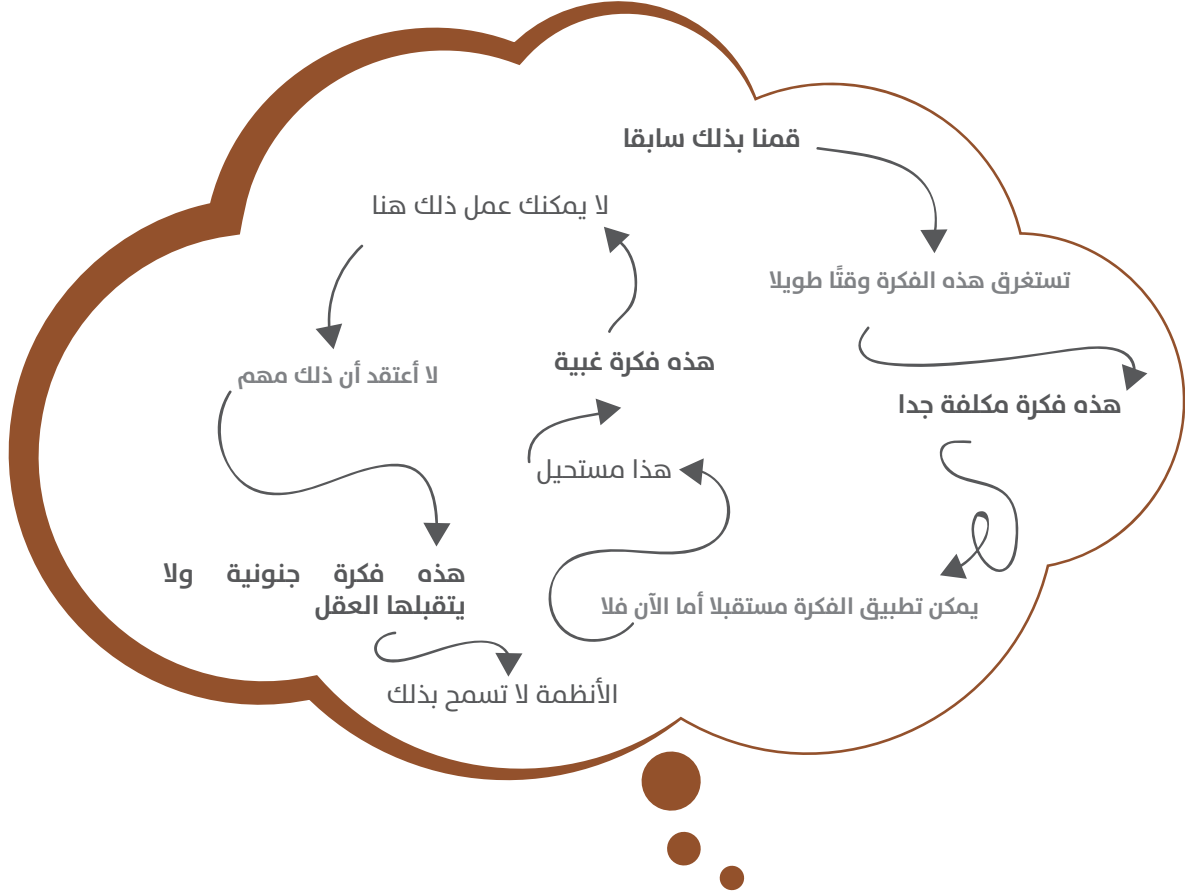 قمنا بذلك سابقا
تستغرق هذه الفكرة وقتًا طويلا
هذه فكرة مكلفة جدا
يمكن تطبيق الفكرة مستقبلا أما الآن فلا
هذا مستحيل
هذه فكرة غبية
لا يمكنك عمل ذلك هنا
لا أعتقد أن ذلك مهم
هذه فكرة جنونية ولا
يتقبلها العقل
الأنظمة لا تسمح بذلك